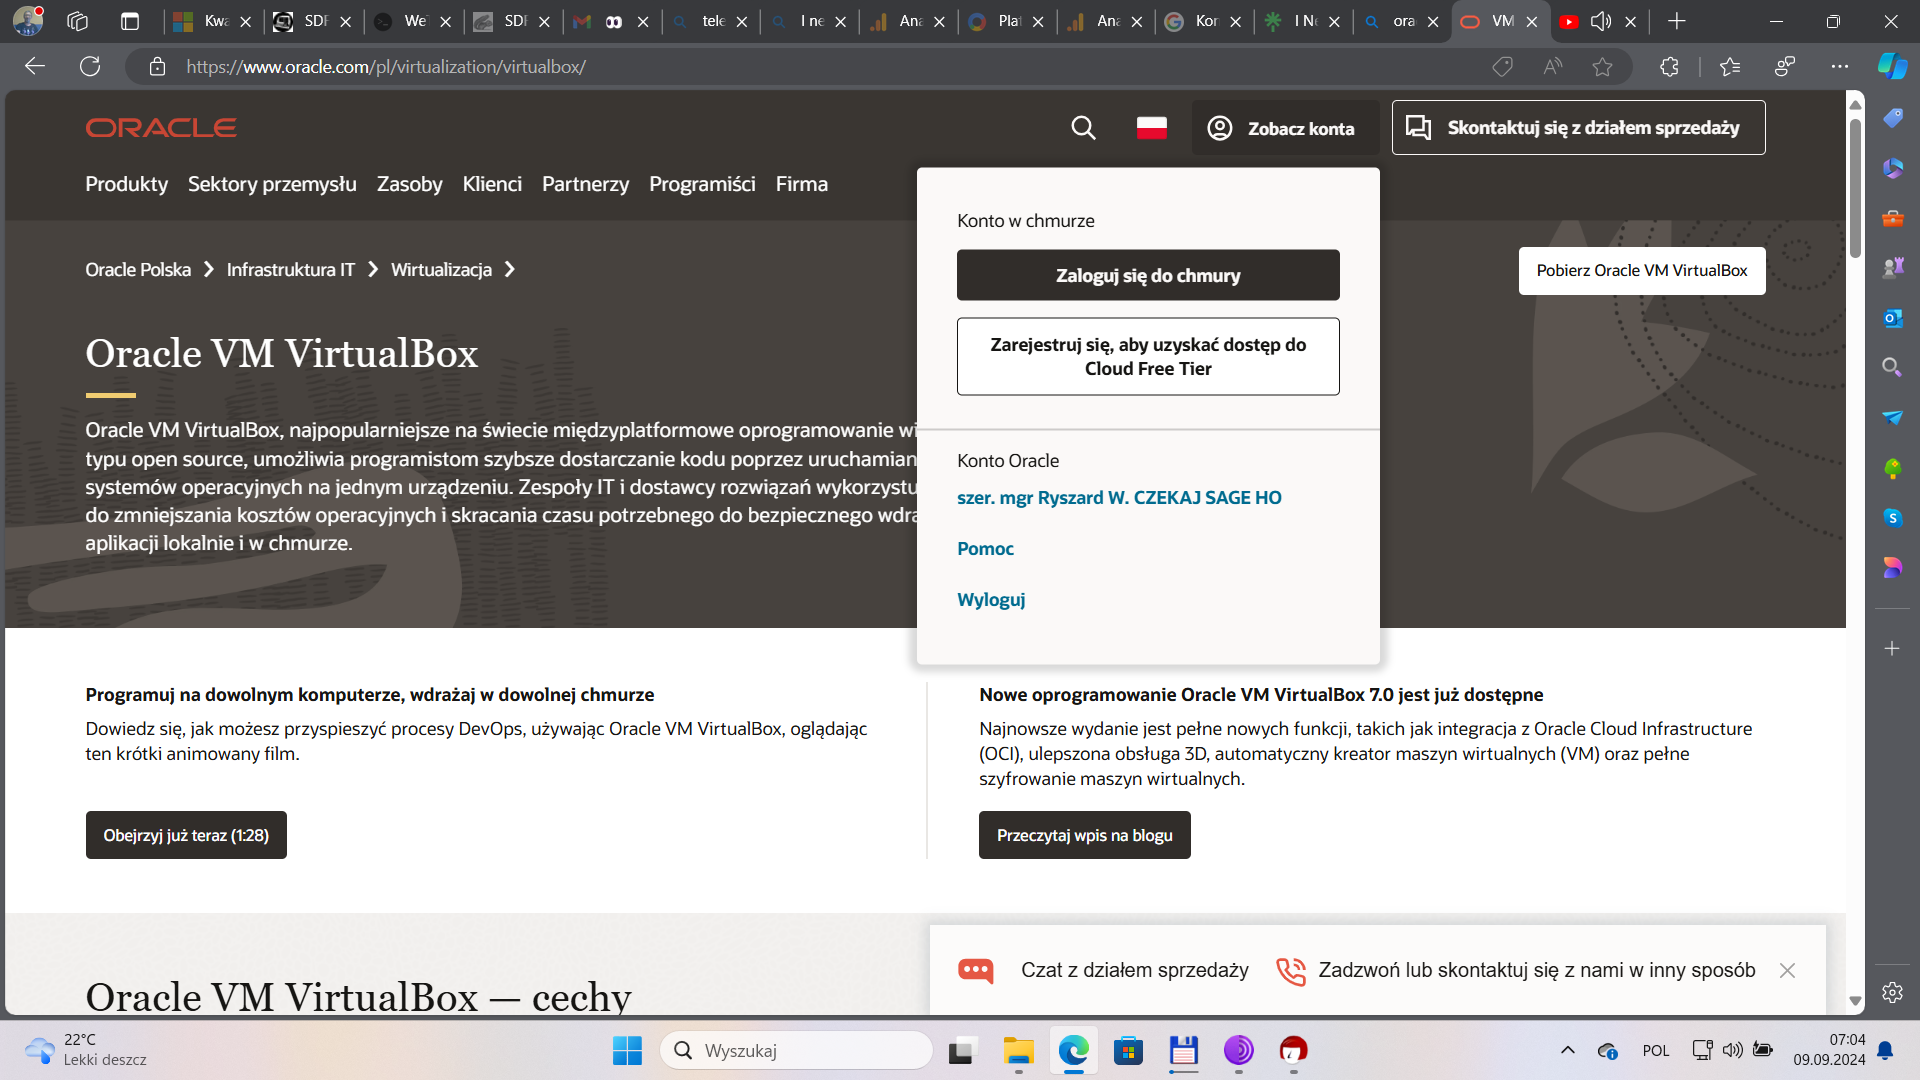 Kwa
SDF
We
SDF
tele
I ne
Ana
Plat
Ana
Kon
I Ne
ora
VM
https://www.oracle.com/pl/virtualization/virtualbox/
ORACLE
Zobacz konta
Skontaktuj się z działem sprzedaży
Produkty Sektory przemysłu Zasoby Klienci Partnerzy Programiści Firma
Konto w chmurze
Zaloguj się do chmury
Zarejestruj się, aby uzyskać dostęp do
Cloud Free Tier
Konto Oracle
szer. mgr Ryszard W. CZEKAJ SAGE HO
Pomoc
Wyloguj
Oracle Polska
Infrastruktura IT
Wirtualizacja
Pobierz Oracle VM VirtualBox
Oracle VM VirtualBox
Oracle VM VirtualBox, najpopularniejsze na świecie międzyplatformowe oprogramowanie
typu open source, umożliwia programistom szybsze dostarczanie kodu poprzez
systemów operacyjnych na jednym urządzeniu. Zespoły IT i dostawcy rozwiązań
do zmniejszania kosztów operacyjnych i skracania czasu potrzebnego do bezpiecznego
aplikacji lokalnie i w chmurze.
Programuj na dowolnym komputerze, wdrażaj w dowolnej chmurze
Dowiedz się, jak możesz przyspieszyć procesy DevOps, używając Oracle VM VirtualBox, oglądając
ten krótki animowany film.
Obejrzyj już teraz (1:28)
Nowe oprogramowanie Oracle VM VirtualBox 7.0 jest już dostępne
Najnowsze wydanie jest pełne nowych funkcji, takich jak integracja z Oracle Cloud Infrastructure
(OCI), ulepszona obsługa 3D, automatyczny kreator maszyn wirtualnych (VM) oraz pełne
szyfrowanie maszyn wirtualnych.
Przeczytaj wpis na blogu
Oracle VM VirtualBox — cechy
Czat z działem sprzedaży
Zadzwoń lub skontaktuj się z nami w inny sposób
22°C
Lekki deszcz
Wyszukaj
POL
07:04
09.09.2024